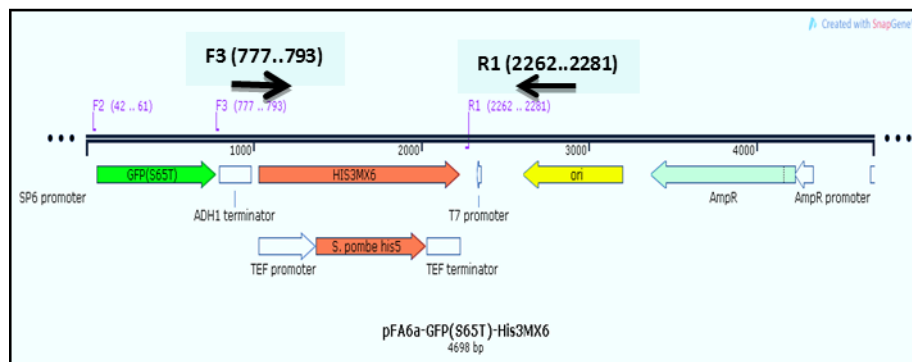 Created with SnapGene®
F3 (777..793)
R1 (2262..2281)
F2 (42 .. 61)
F3 (777 .. 793)
R1 (2262 .. 2281)
1000
2000
3000
4000
GFP(S65T)
HIS3MX6
ori
AmpR
SP6 promoter
ADH1 terminator
T7 promoter
AmpR promoter
S. pombe his5
TEF promoter
TEF terminator
pFA6a-GFP(S65T)-His3MX6
4698 bp